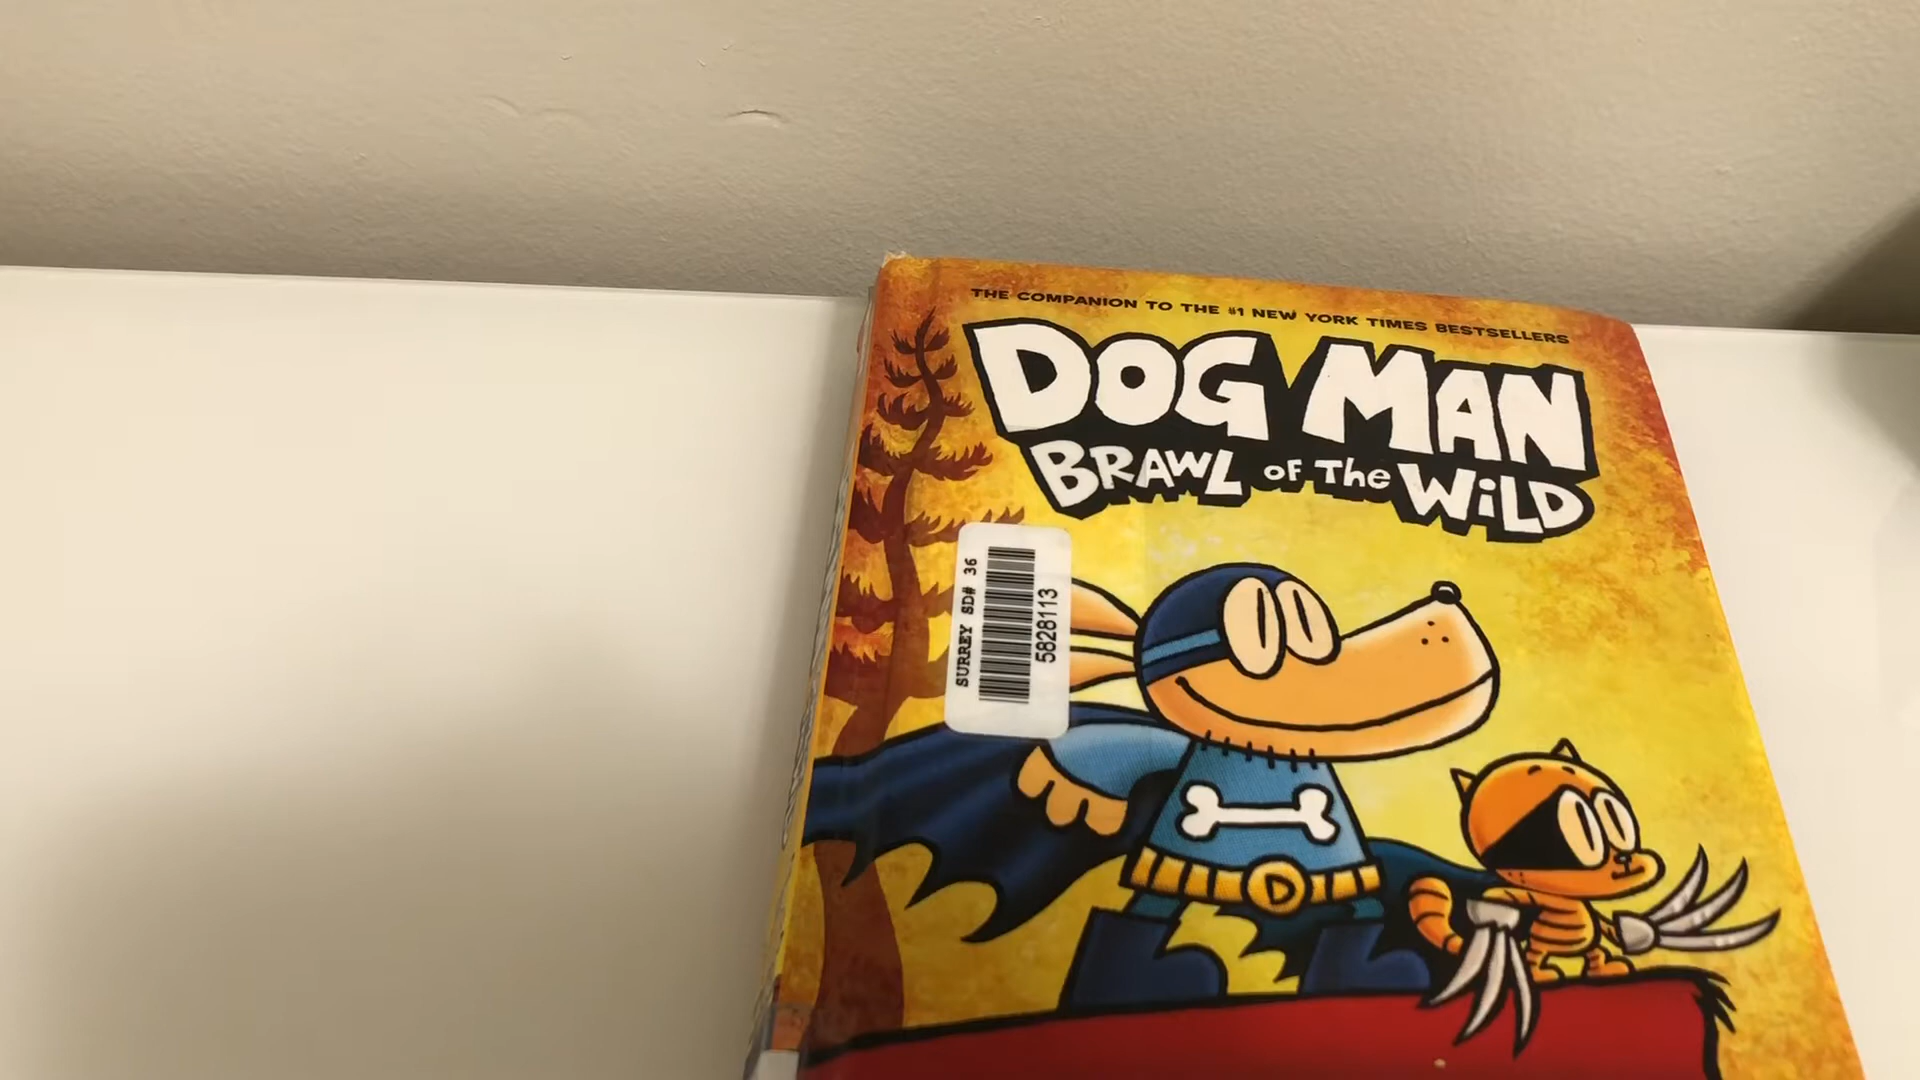 THE COMPANION TO THE #1 NEW YORK TIMES BESTSELLERS
DOG MAN
BRAWL OF THE WiLD
SURREY SD# 36
5828113
D